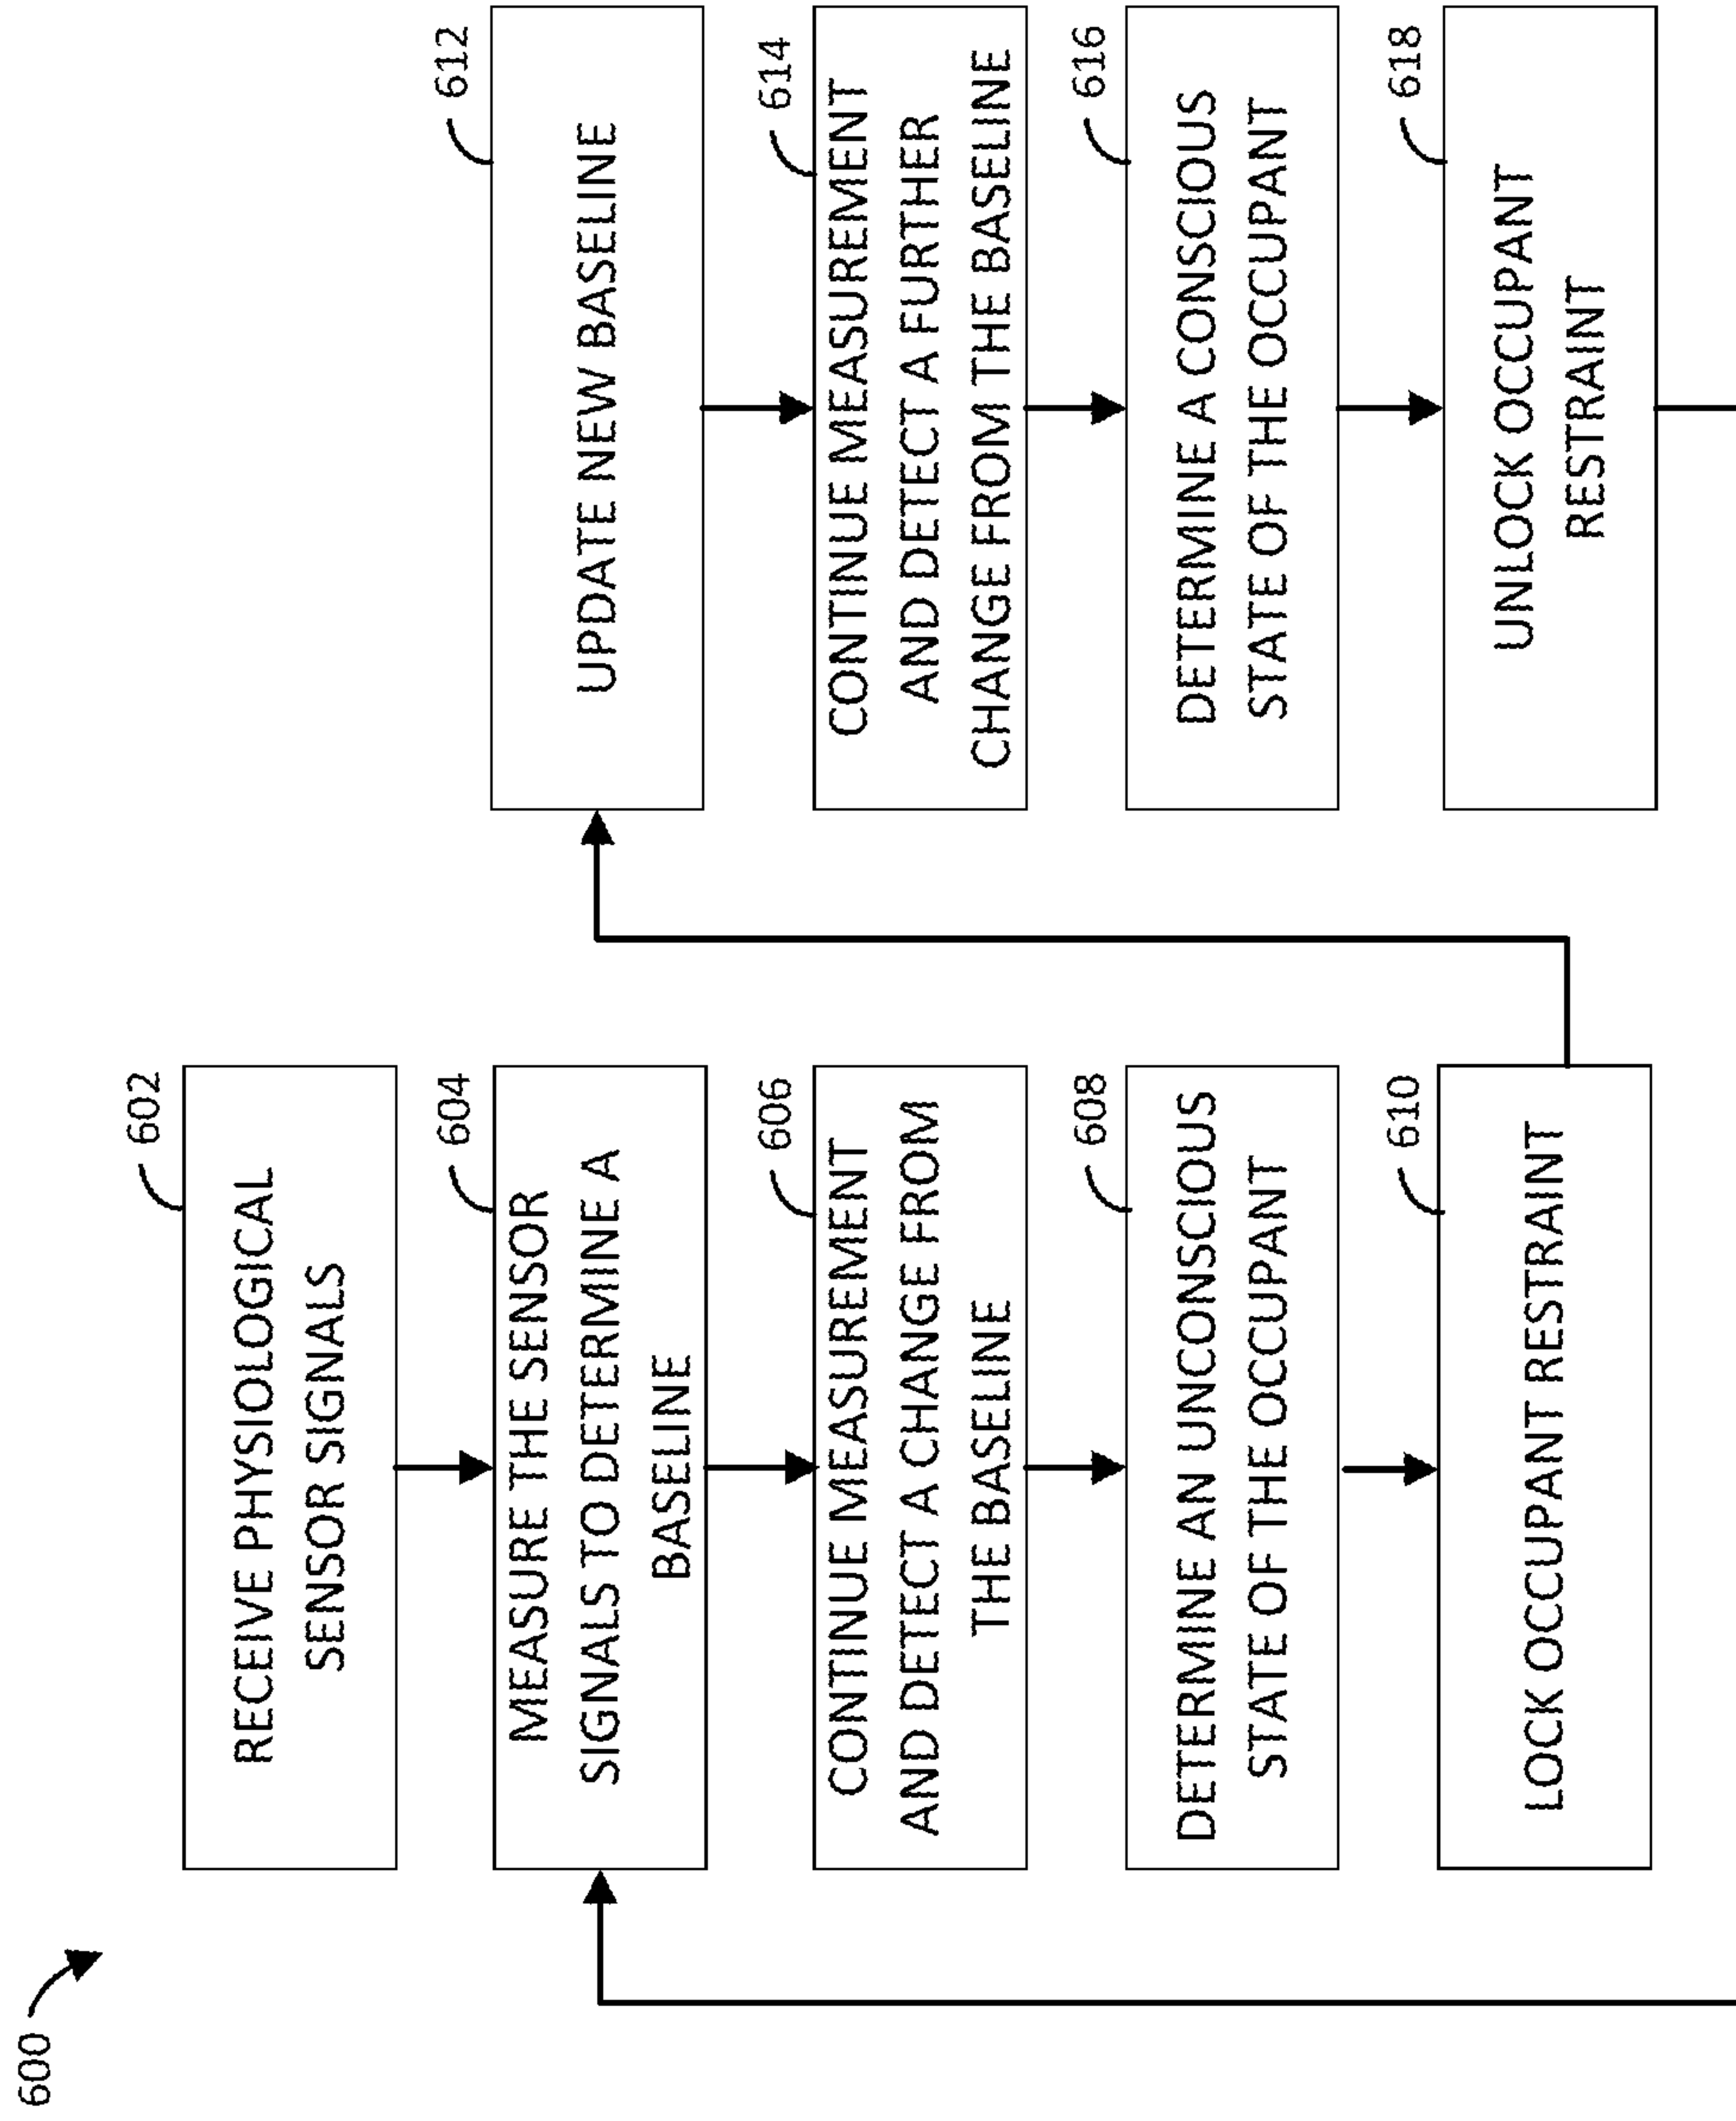 600
602
RECEIVE PHYSIOLOGICAL
SENSOR SIGNALS
604
MEASURE THE SENSOR
SIGNALS TO DETERMINE A
BASELINE
606
CONTINUE MEASUREMENT
AND DETECT A CHANGE FROM
THE BASELINE
608
DETERMINE AN UNCONSCIOUS
STATE OF THE OCCUPANT
610
LOCK OCCUPANT RESTRAINT
612
UPDATE NEW BASELINE
614
CONTINUE MEASUREMENT
AND DETECT A FURTHER
CHANGE FROM THE BASELINE
616
DETERMINE A CONSCIOUS
STATE OF THE OCCUPANT
618
UNLOCK OCCUPANT
RESTRAINT